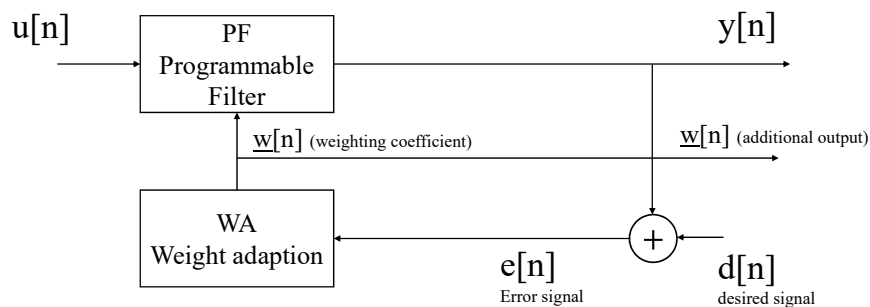 u[n]
PF
Programmable
Filter
y[n]
w[n] (weighting coefficient)
w[n] (additional output)
WA
Weight adaption
+
e[n]
Error signal
d[n]
desired signal